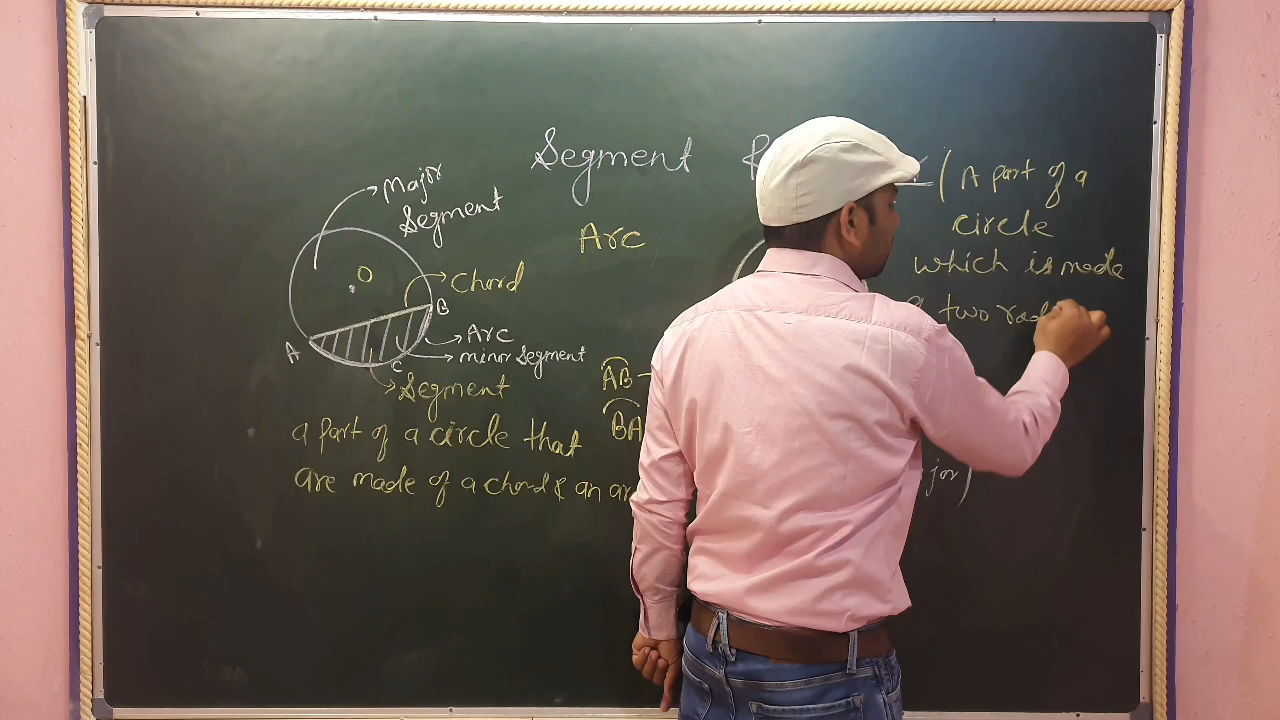 Segment
(A part of a
circle
which is made
two
Arc
Major
Segment
O
Chord
B
Arc
A
C
minor Segment
Segment
AB
BA
a part of a circle that
are made of a chord & an